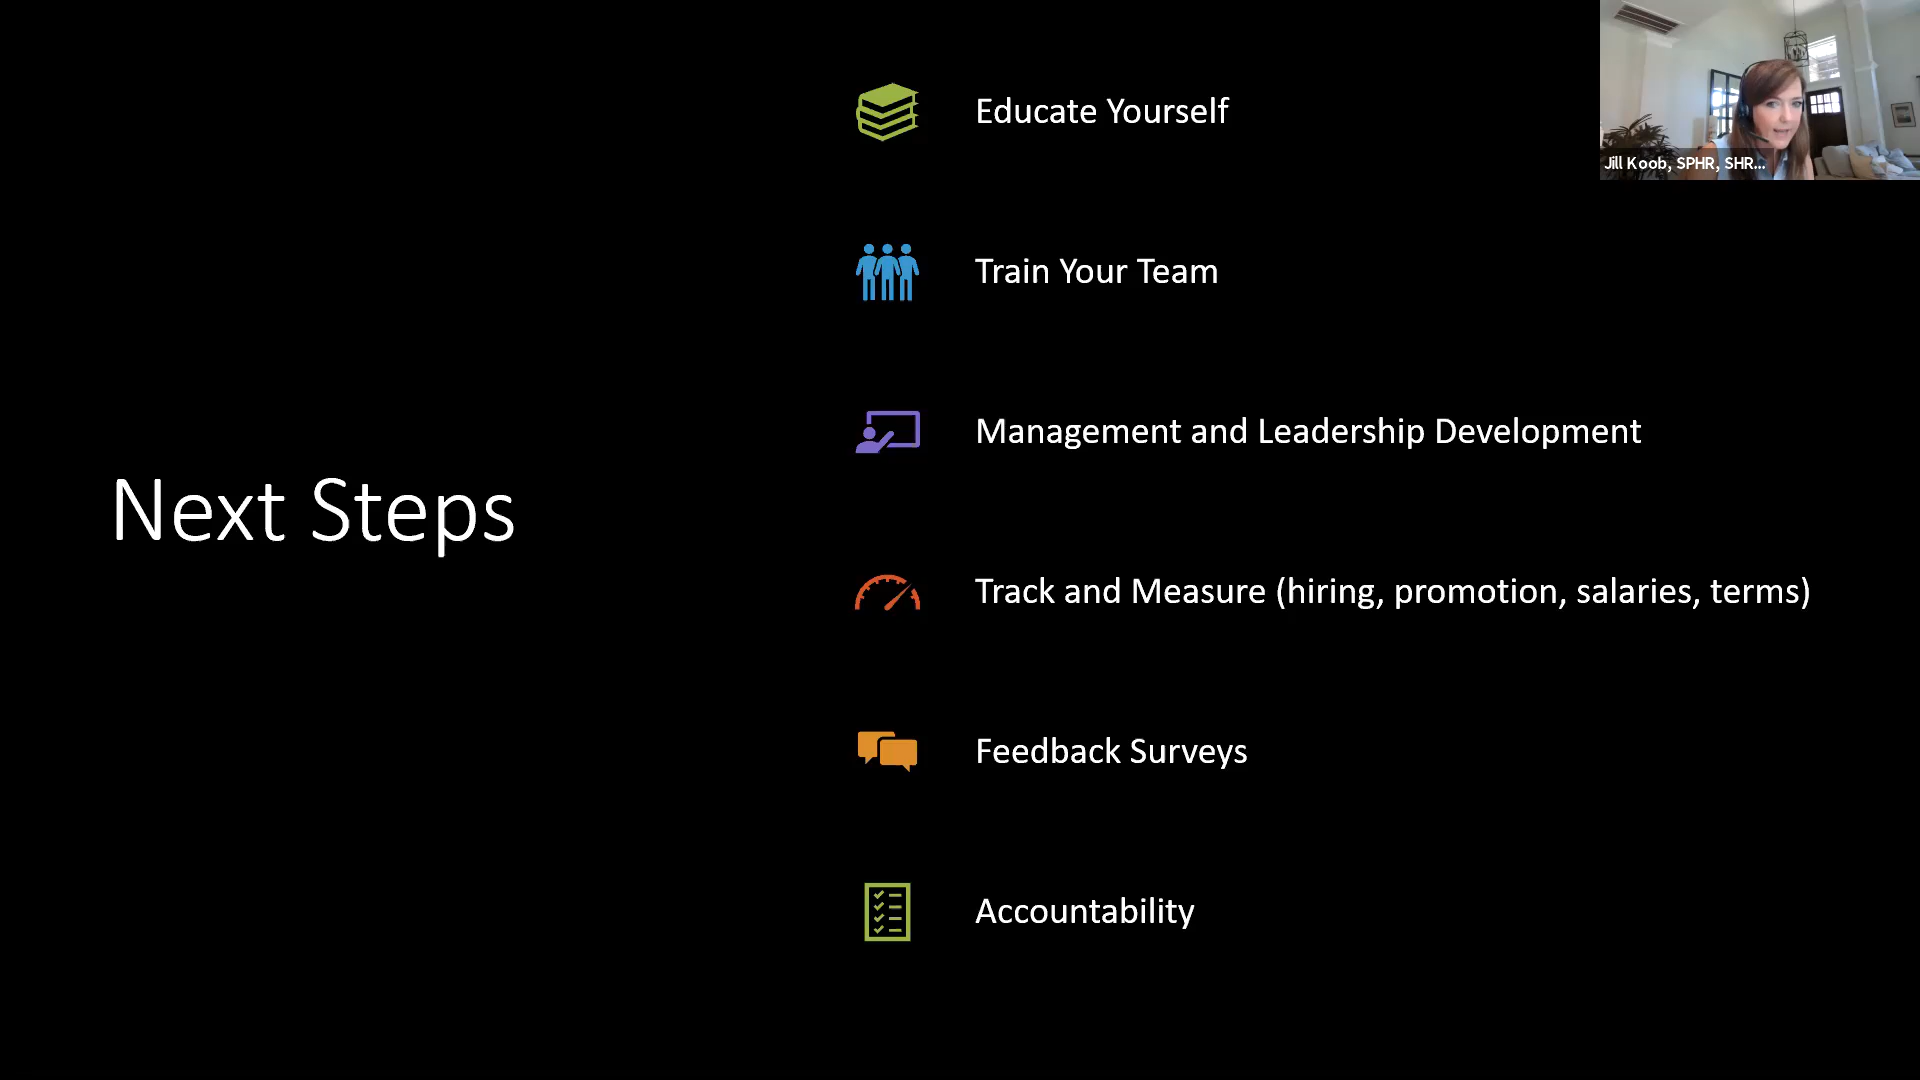 Next Steps
Educate Yourself
Train Your Team
Management and Leadership Development
Track and Measure (hiring, promotion, salaries, terms)
Feedback Surveys
Accountability
Jill Koob, SPHR, SHR...